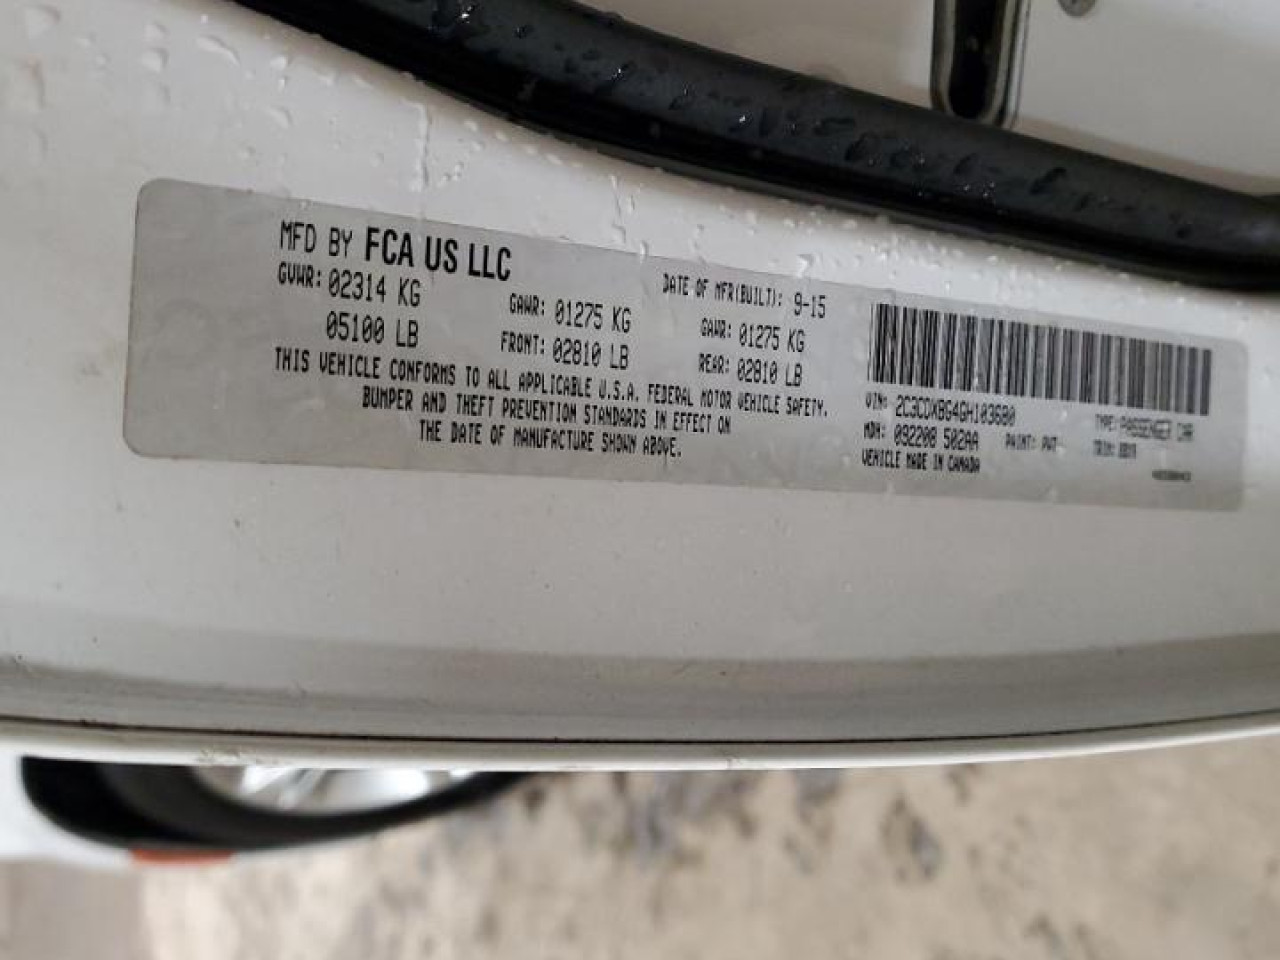 MFD BY FCA US LLC
DATE OF MFR(BUILT): 9-15
GVWR: 02314 KG
05100 LB
GAWR: 01275 KG
FRONT: 02810 LB
GAWR: 01275 KG
REAR: 02810 LB
THIS VEHICLE CONFORMS TO ALL APPLICABLE U.S.A. FEDERAL MOTOR VEHICLE SAFETY,
BUMPER AND THEFT PREVENTION STANDARDS IN EFFECT ON
THE DATE OF MANUFACTURE SHOWN ABOVE.
VIN: 2C3CDXBG4GH103680
TYPE: PASSENGER CAR
MDH: 092208 502AA
PAINT: PW7
TRIM:
VEHICLE MADE IN CANADA